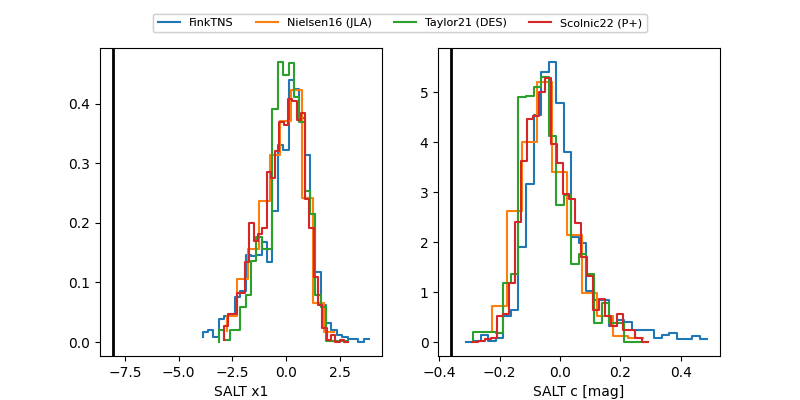 FinkTNS Nielsen16 (JLA) Taylor21 (DES) Scolnic22 (P+)
0.4
0.3
0.2
0.1
0.0
−7.5 −5.0 −2.5 0.0 2.5
SALT x1
5
4
3
2
1
0
−0.4 −0.2 0.0 0.2 0.4
SALT c [mag]